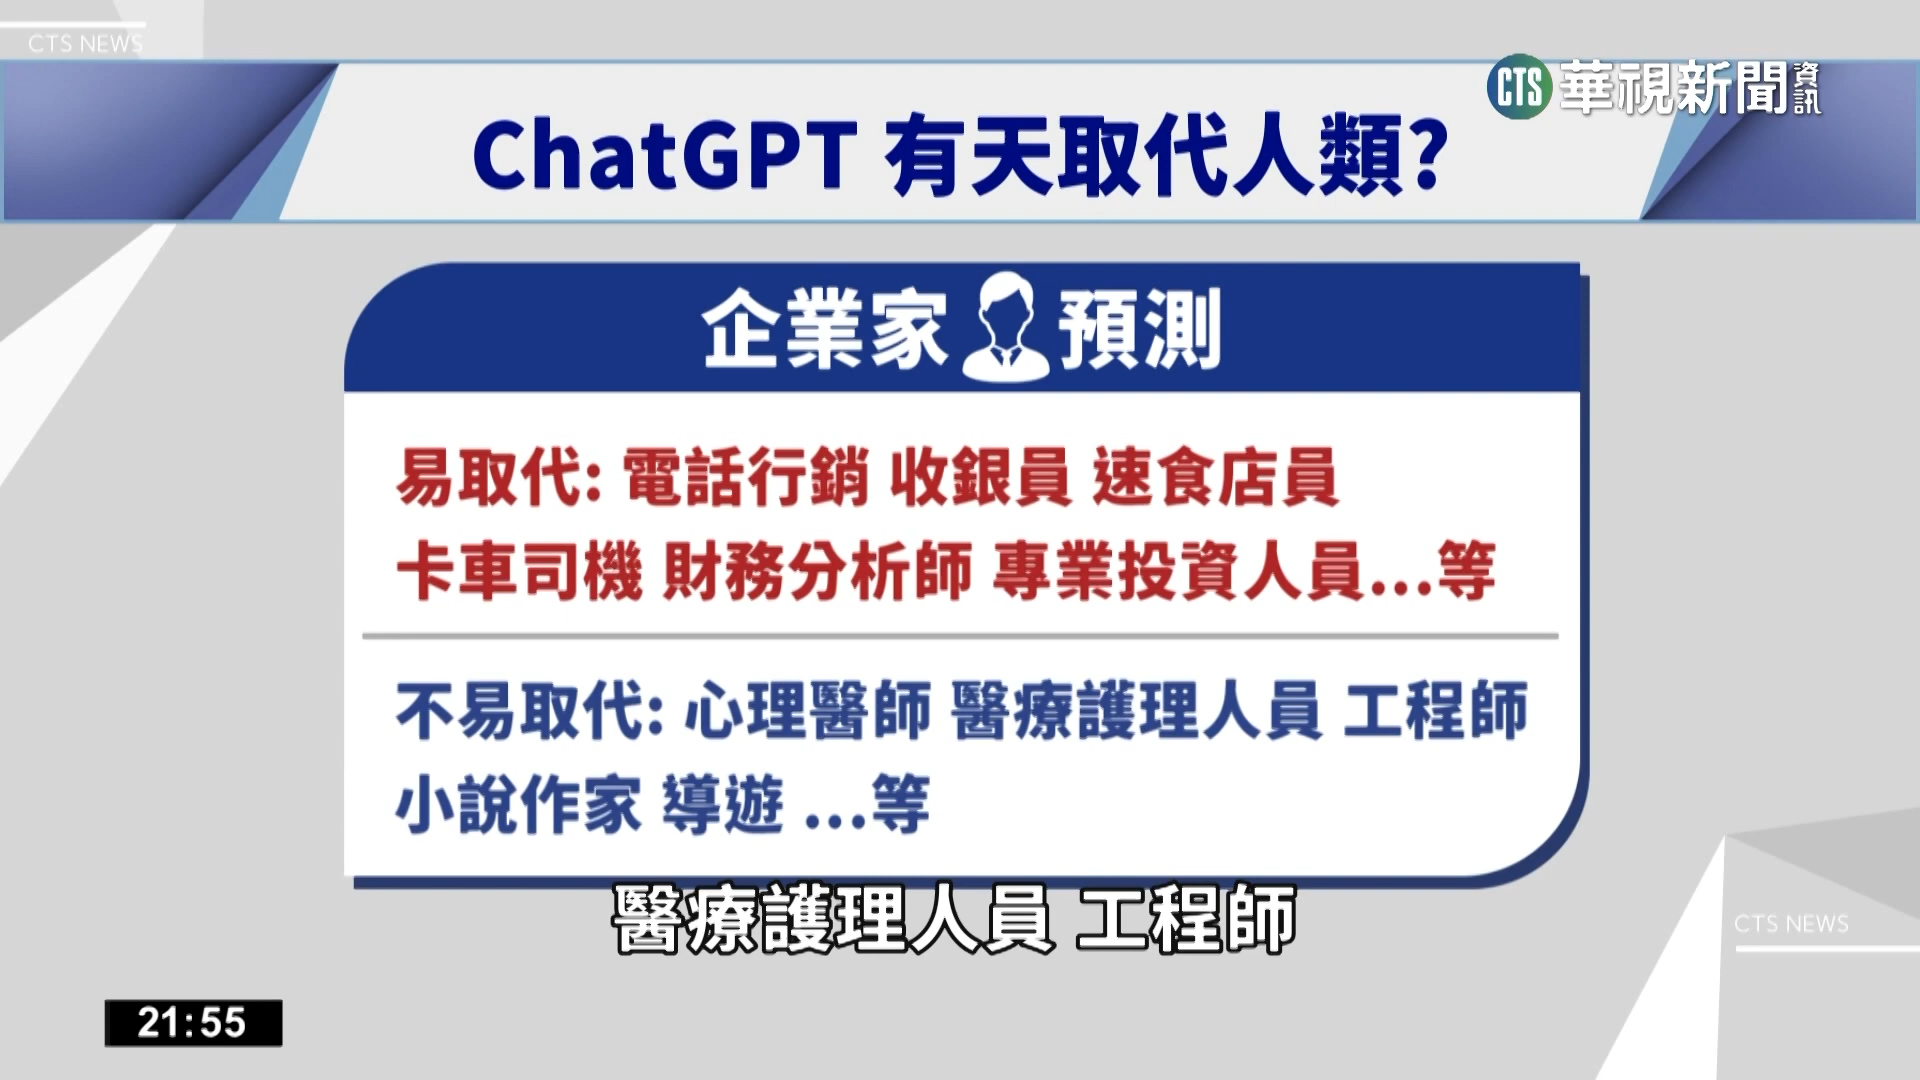 CTS NEWS
CTS 華視新聞資訊
ChatGPT 有天取代人類?
企業家 預測
易取代: 電話行銷 收銀員 速食店員
卡車司機 財務分析師 專業投資人員...等
不易取代: 心理醫師 醫療護理人員 工程師
小說作家 導遊 ...等
醫療護理人員 工程師
CTS NEWS
21:55